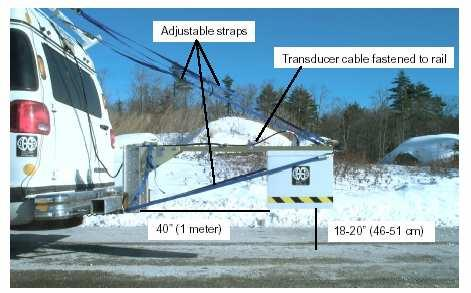 Adjustable straps
Transducer cable fastened to rail
40” (1 meter)
18-20” (46-51 cm)